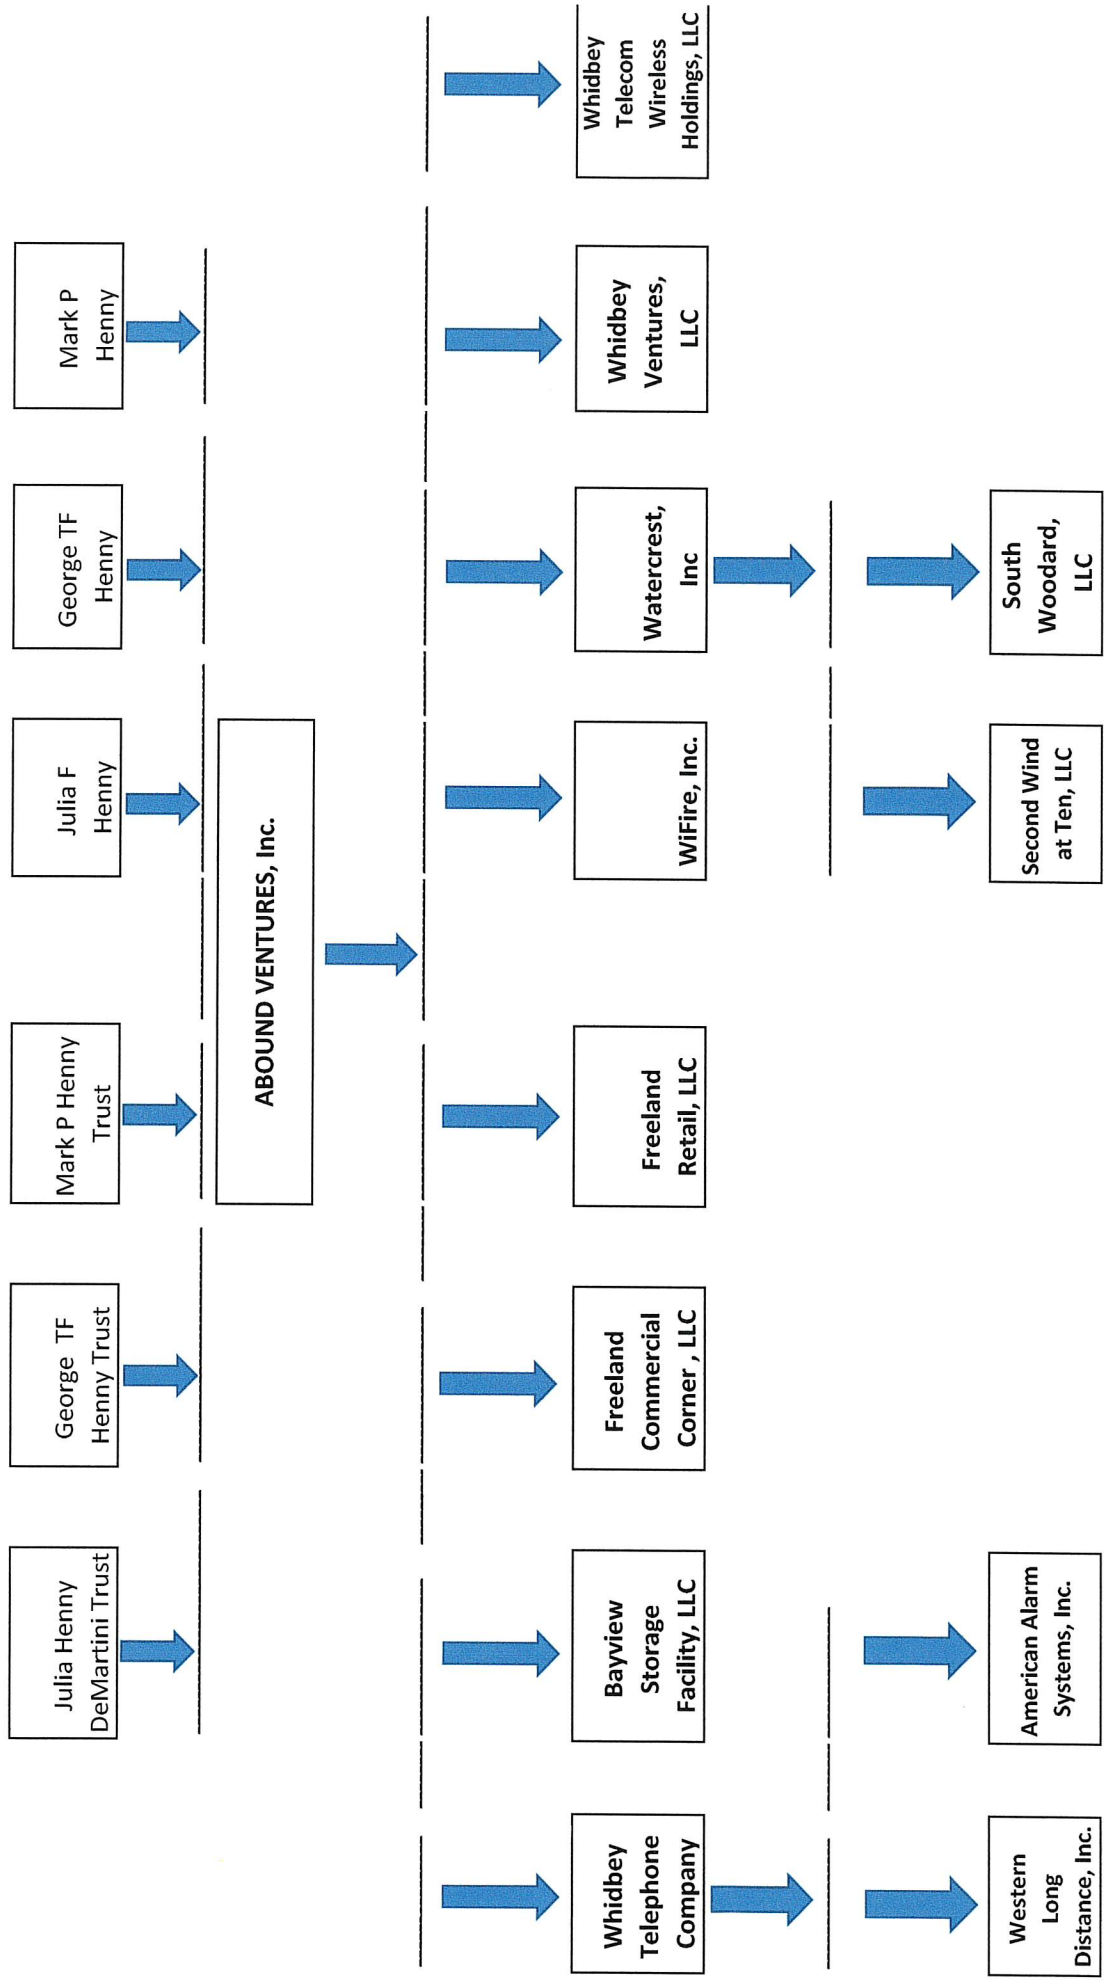 Julia Henny
DeMartini Trust
George TF
Henny Trust
Mark P Henny
Trust
Julia F
Henny
George TF
Henny
Mark P
Henny
ABOUND VENTURES, Inc.
Whidbey
Telephone
Company
Bayview
Storage
Facility, LLC
Freeland
Commercial
Corner , LLC
Freeland
Retail, LLC
WiFire, Inc.
Watercrest,
Inc
Whidbey
Ventures,
LLC
Whidbey
Telecom
Wireless
Holdings, LLC
Western
Long
Distance, Inc.
American Alarm
Systems, Inc.
Second Wind
at Ten, LLC
South
Woodard,
LLC